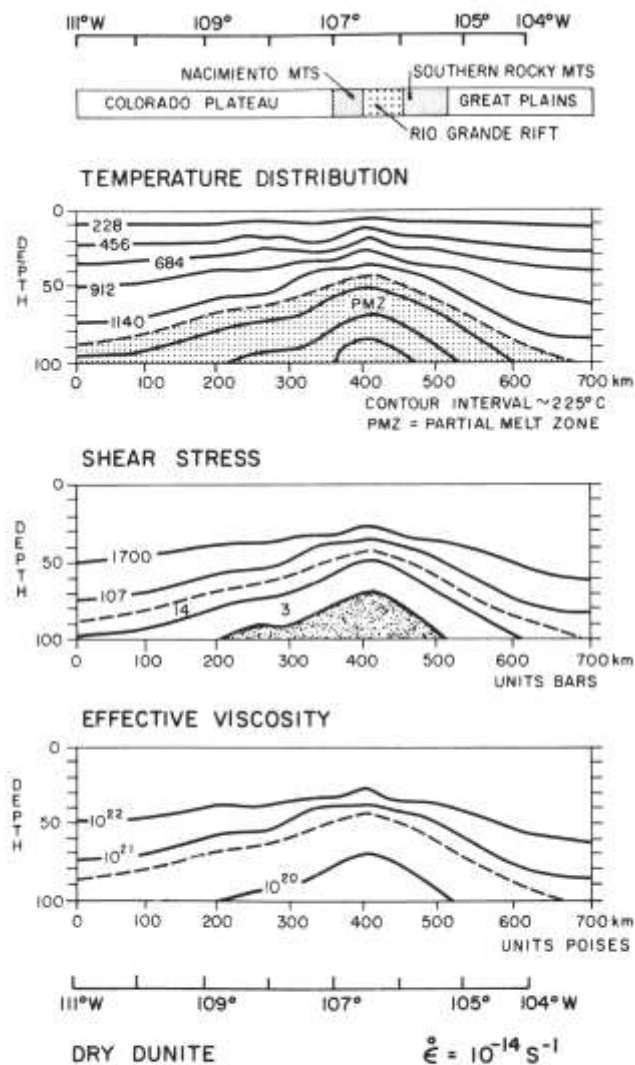 111°W 109° 107° 105° 104°W
NACIMIENTO MTS SOUTHERN ROCKY MTS
COLORADO PLATEAU GREAT PLAINS
RIO GRANDE RIFT
TEMPERATURE DISTRIBUTION
0
228
456
684
912
1140
PMZ
DEPTH
50
100
0 100 200 300 400 500 600 700 km
CONTOUR INTERVAL ~225°C
PMZ = PARTIAL MELT ZONE
SHEAR STRESS
0
DEPTH
50
100
1700
107
14 3
0 100 200 300 400 500 600 700 km
UNITS BARS
EFFECTIVE VISCOSITY
0
DEPTH
50
100
10²²
10²¹
10²⁰
0 100 200 300 400 500 600 700 km
UNITS POISES
111°W 109° 107° 105° 104°W
DRY DUNITE ε̊ = 10⁻¹⁴ S⁻¹